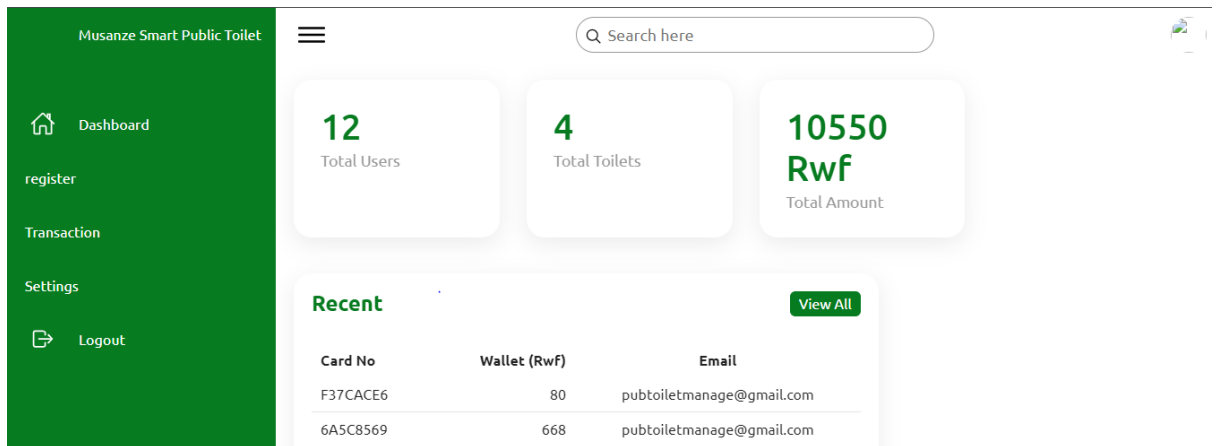 Musanze Smart Public Toilet
Search here
Dashboard
register
Transaction
Settings
Logout
12
Total Users
4
Total Toilets
10550
Rwf
Total Amount
Recent
View All
Card No Wallet (Rwf) Email
F37CACE6 80 pubtoiletmanage@gmail.com
6A5C8569 668 pubtoiletmanage@gmail.com